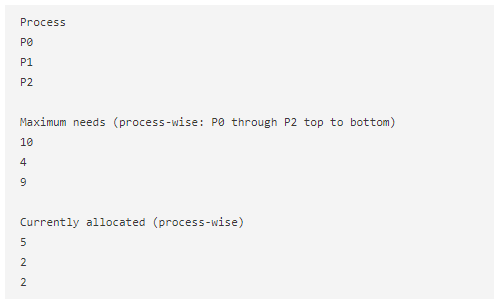 Process
P0
P1
P2
Maximum needs (process-wise: P0 through P2 top to bottom)
10
4
9
Currently allocated (process-wise)
5
2
2